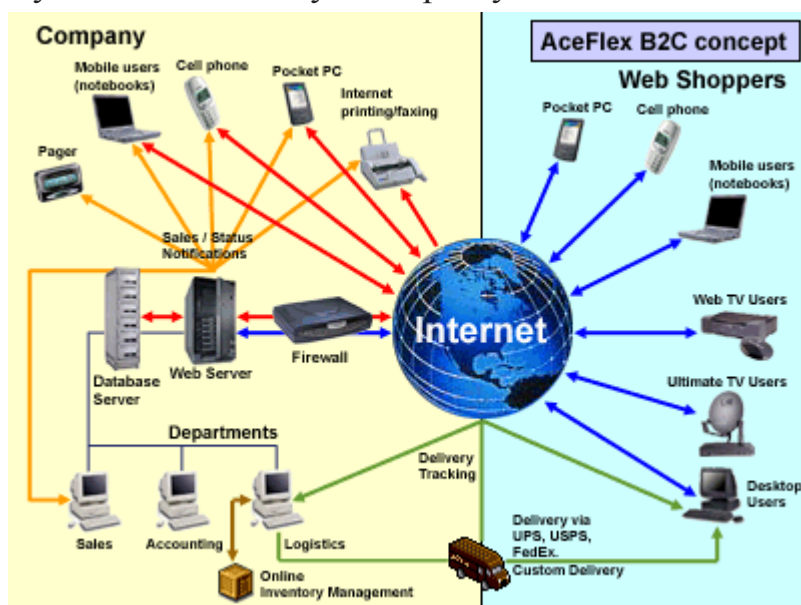 Company
AceFlex B2C concept
Web Shoppers
Mobile users
(notebooks)
Cell phone
Pocket PC
Internet
printing/faxing
Pager
Pocket PC
Cell phone
Mobile users
(notebooks)
Sales / Status
Notifications
Internet
Web TV Users
Firewall
Web Server
Database
Server
Ultimate TV Users
Departments
Delivery
Tracking
Desktop
Users
Sales
Accounting
Logistics
Delivery via
UPS, USPS,
FedEx.
Custom Delivery
Online
Inventory Management